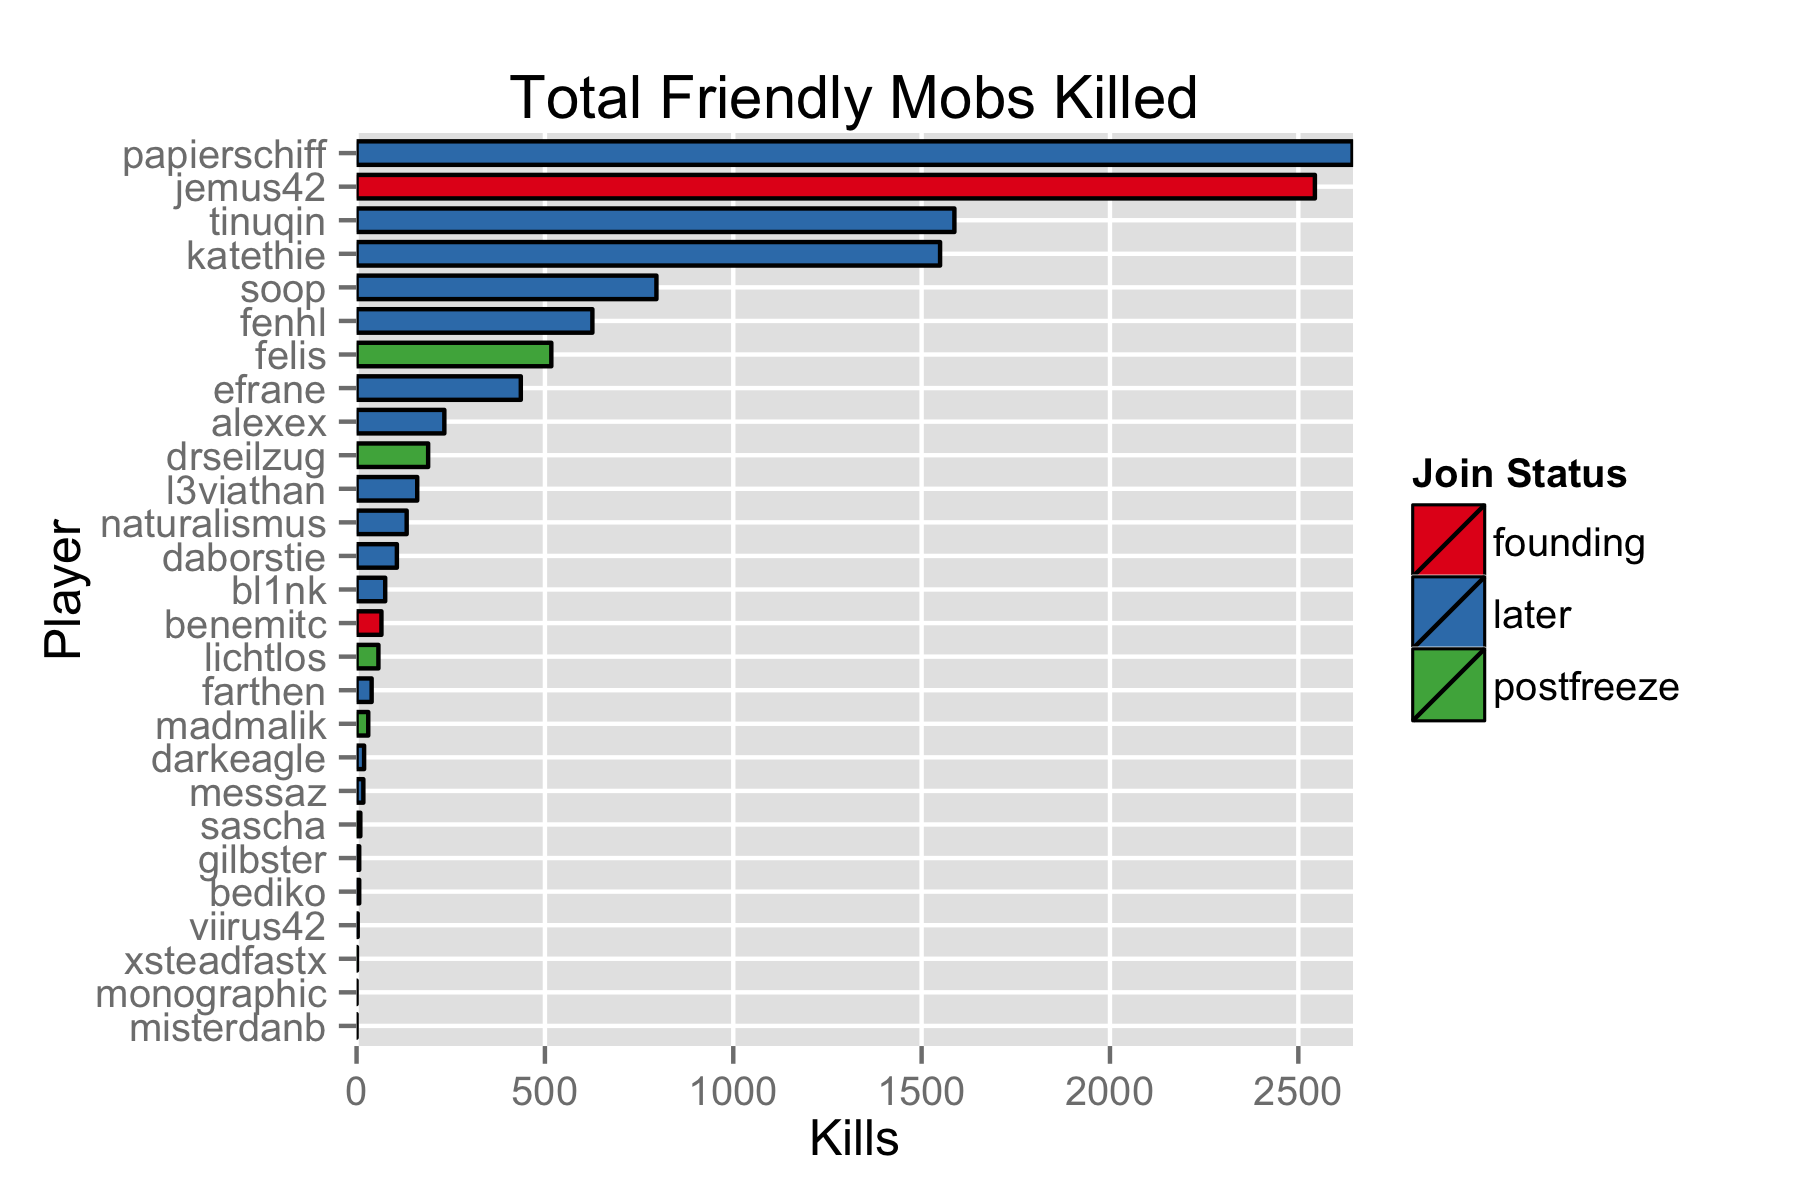 Total Friendly Mobs Killed
papierschiff
jemus42
tinuqin
katethie
soop
fenhl
felis
efrane
alexex
drseilzug
l3viathan
naturalismus
daborstie
bl1nk
benemitc
lichtlos
farthen
madmalik
darkeagle
messaz
sascha
gilbster
bediko
viirus42
xsteadfastx
monographic
misterdanb
Player
0 500 1000 1500 2000 2500
Kills
Join Status
founding
later
postfreeze